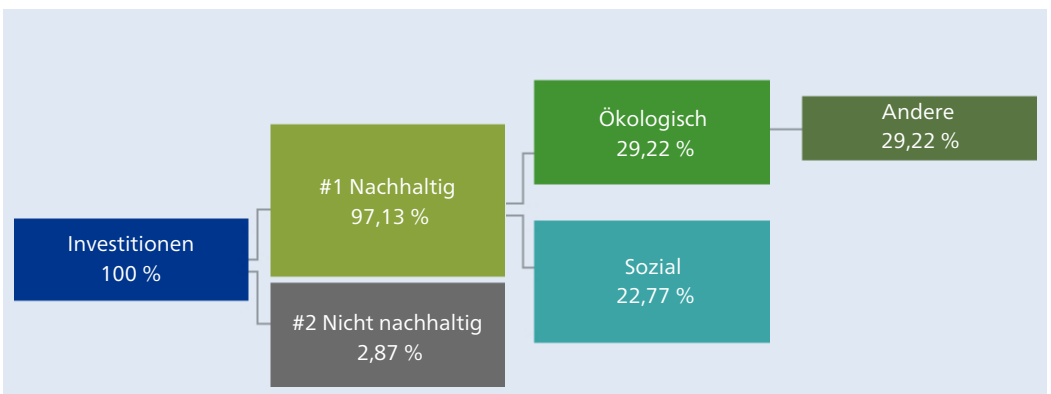 Investitionen
100 %
#1 Nachhaltig
97,13 %
#2 Nicht nachhaltig
2,87 %
Ökologisch
29,22 %
Sozial
22,77 %
Andere
29,22 %